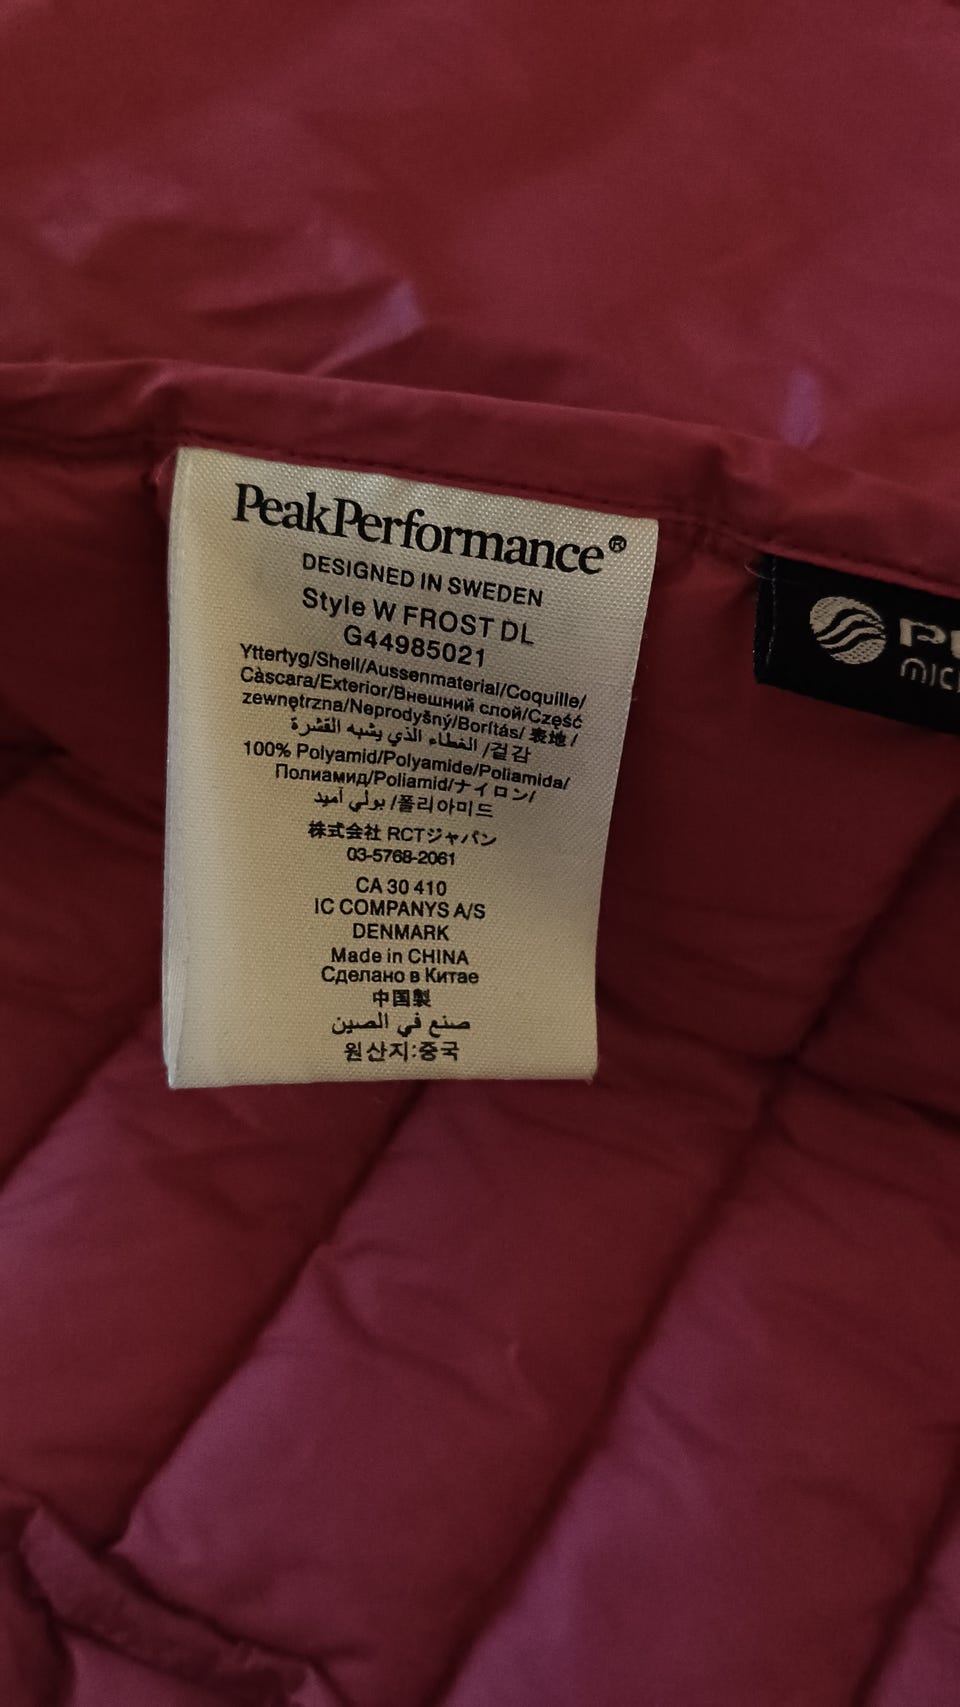 PeakPerformance®
DESIGNED IN SWEDEN
Style W FROST DL
G44985021
Yttertyg/Shell/Aussenmaterial/Coquille/
Càscara/Exterior/Внешний слой/Część
zewnętrzna/Neprodyšný/Borítás/表地/
الغطاء الذي يشبه القشرة/겉감
100% Polyamid/Polyamide/Poliamida/
Полиамид/Poliamid/ナイロン/
بولي آميد/폴리아미드
株式会社 RCTジャパン
03-5768-2061
CA 30 410
IC COMPANYS A/S
DENMARK
Made in CHINA
Сделано в Китае
中国製
صنع في الصين
원산지:중국